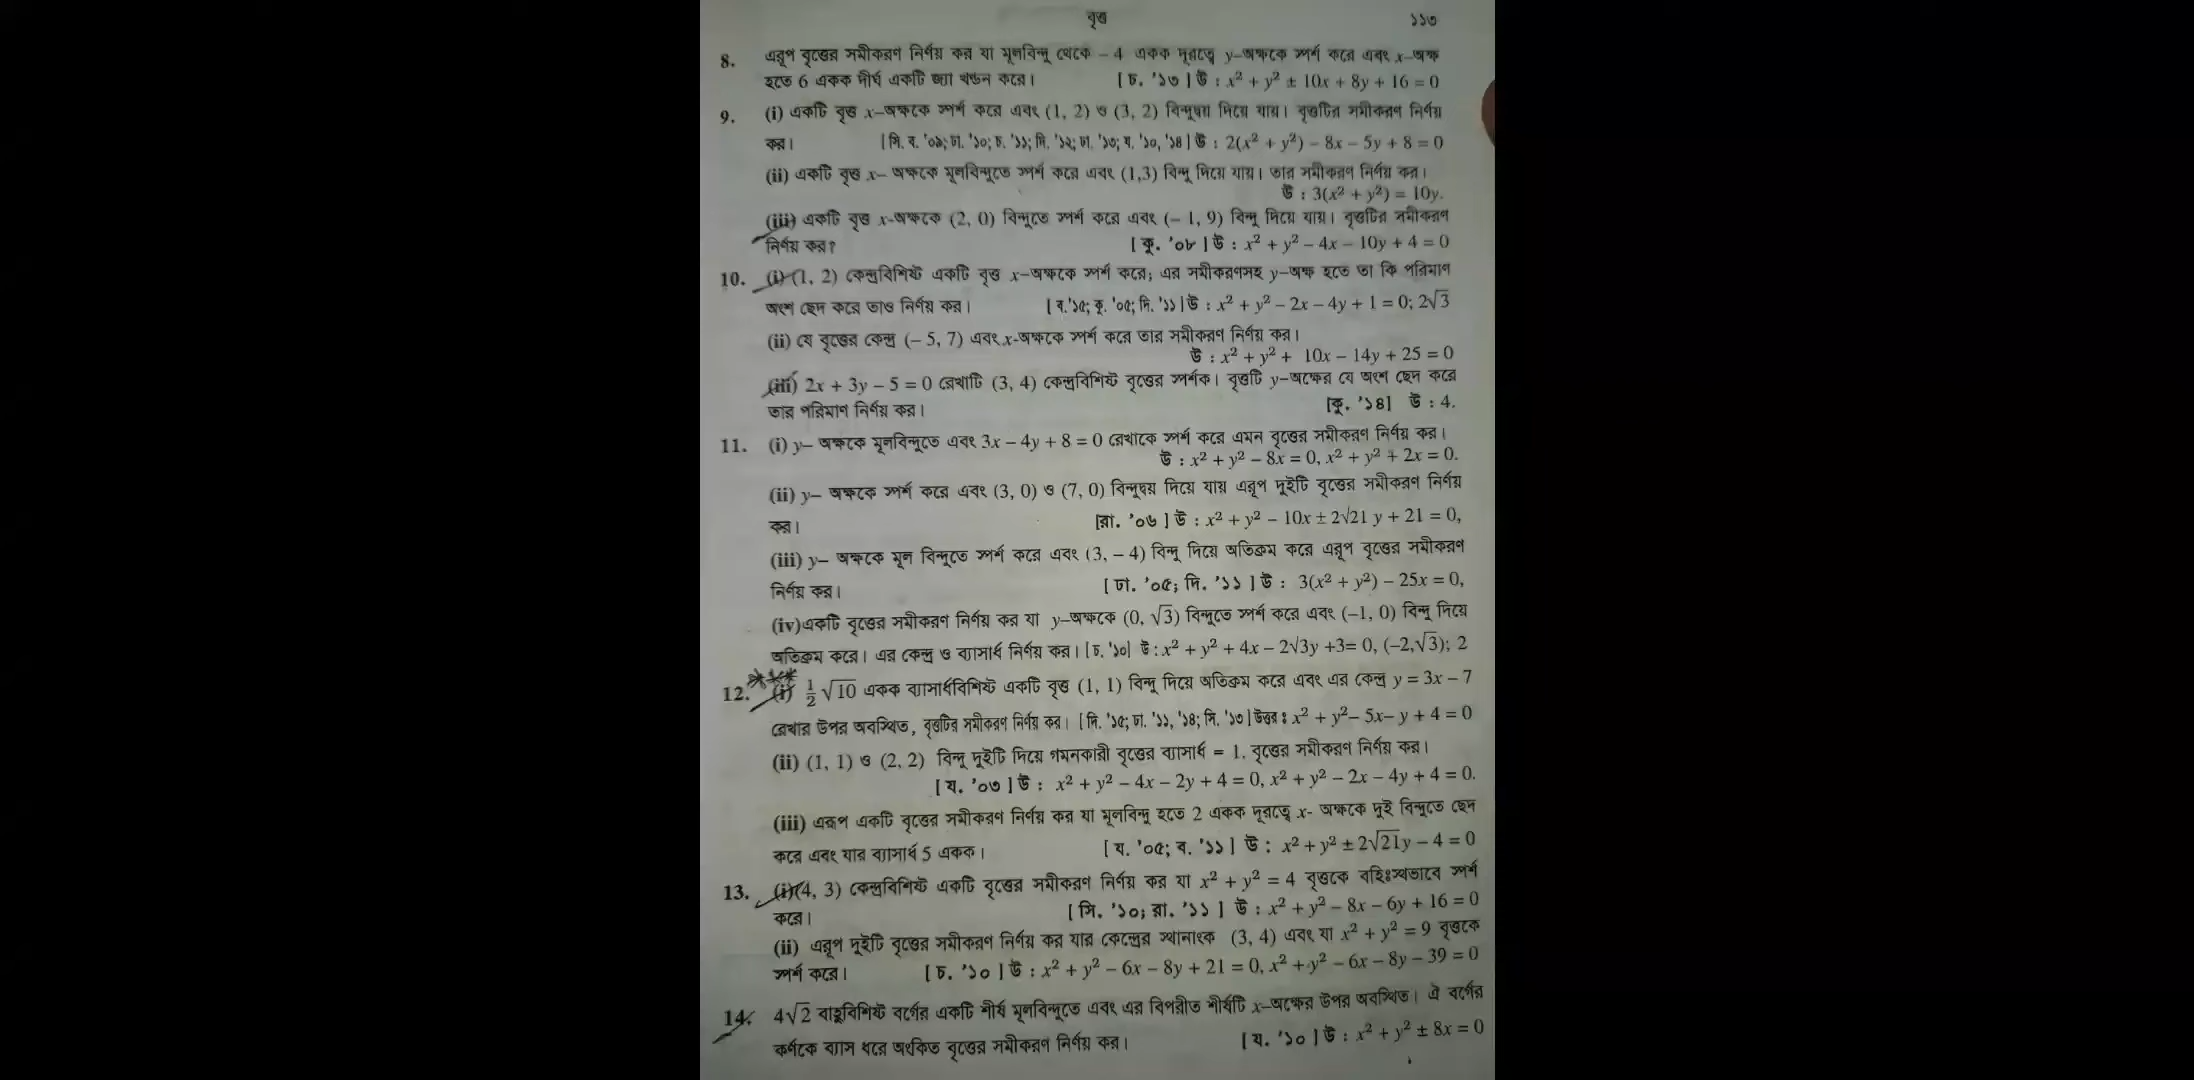 বৃত্ত ১১৩
8. এরূপ বৃত্তের সমীকরণ নির্ণয় কর যা মূলবিন্দু থেকে – 4 একক দূরত্বে y–অক্ষকে স্পর্শ করে এবং x–অক্ষ
হতে 6 একক দীর্ঘ একটি জ্যা খন্ডন করে। [ চ. '১৩ ] উ : x² + y² ± 10x + 8y + 16 = 0
9. (i) একটি বৃত্ত x–অক্ষকে স্পর্শ করে এবং (1, 2) ও (3, 2) বিন্দুদ্বয় দিয়ে যায়। বৃত্তটির সমীকরণ নির্ণয়
কর। [ সি. ব. '০৯; ঢা. '১০; চ. '১১; সি. '১২; ঢা. '১৩; য. '১০, '১৪ ] উ : 2(x² + y²) – 8x – 5y + 8 = 0
(ii) একটি বৃত্ত x– অক্ষকে মূলবিন্দুতে স্পর্শ করে এবং (1,3) বিন্দু দিয়ে যায়। তার সমীকরণ নির্ণয় কর।
উ : 3(x² + y²) = 10y.
(iii) একটি বৃত্ত x-অক্ষকে (2, 0) বিন্দুতে স্পর্শ করে এবং (– 1, 9) বিন্দু দিয়ে যায়। বৃত্তটির সমীকরণ
নির্ণয় কর? [ কু. '০৮ ] উ : x² + y² – 4x – 10y + 4 = 0
10. (i) (1, 2) কেন্দ্রবিশিষ্ট একটি বৃত্ত x–অক্ষকে স্পর্শ করে; এর সমীকরণসহ y–অক্ষ হতে তা কি পরিমাণ
অংশ ছেদ করে তাও নির্ণয় কর। [ ব.'১৫; কু. '০৫; দি. '১১ ] উ : x² + y² – 2x – 4y + 1 = 0; 2√3
(ii) যে বৃত্তের কেন্দ্র (– 5, 7) এবং x-অক্ষকে স্পর্শ করে তার সমীকরণ নির্ণয় কর।
উ : x² + y² + 10x – 14y + 25 = 0
(iii) 2x + 3y – 5 = 0 রেখাটি (3, 4) কেন্দ্রবিশিষ্ট বৃত্তের স্পর্শক। বৃত্তটি y–অক্ষের যে অংশ ছেদ করে
তার পরিমাণ নির্ণয় কর। [কু. '১৪] উ : 4.
11. (i) y– অক্ষকে মূলবিন্দুতে এবং 3x – 4y + 8 = 0 রেখাকে স্পর্শ করে এমন বৃত্তের সমীকরণ নির্ণয় কর।
উ : x² + y² – 8x = 0, x² + y² + 2x = 0.
(ii) y– অক্ষকে স্পর্শ করে এবং (3, 0) ও (7, 0) বিন্দুদ্বয় দিয়ে যায় এরূপ দুইটি বৃত্তের সমীকরণ নির্ণয়
কর। [রা. '০৬ ] উ : x² + y² – 10x ± 2√21 y + 21 = 0,
(iii) y– অক্ষকে মূল বিন্দুতে স্পর্শ করে এবং (3, – 4) বিন্দু দিয়ে অতিক্রম করে এরূপ বৃত্তের সমীকরণ
নির্ণয় কর। [ ঢা. '০৫; দি. '১১ ] উ : 3(x² + y²) – 25x = 0,
(iv)একটি বৃত্তের সমীকরণ নির্ণয় কর যা y–অক্ষকে (0, √3) বিন্দুতে স্পর্শ করে এবং (–1, 0) বিন্দু দিয়ে
অতিক্রম করে। এর কেন্দ্র ও ব্যাসার্ধ নির্ণয় কর। [ চ. '১০] উ : x² + y² + 4x – 2√3y +3= 0, (–2,√3); 2
12. (i) ½ √10 একক ব্যাসার্ধবিশিষ্ট একটি বৃত্ত (1, 1) বিন্দু দিয়ে অতিক্রম করে এবং এর কেন্দ্র y = 3x – 7
রেখার উপর অবস্থিত, বৃত্তটির সমীকরণ নির্ণয় কর। [ দি. '১৫; ঢা. '১১, '১৪; সি. '১৩ ] উত্তর ঃ x² + y²– 5x– y + 4 = 0
(ii) (1, 1) ও (2, 2) বিন্দু দুইটি দিয়ে গমনকারী বৃত্তের ব্যাসার্ধ = 1. বৃত্তের সমীকরণ নির্ণয় কর।
[ য. '০৩ ] উ : x² + y² – 4x – 2y + 4 = 0, x² + y² – 2x – 4y + 4 = 0.
(iii) এরূপ একটি বৃত্তের সমীকরণ নির্ণয় কর যা মূলবিন্দু হতে 2 একক দূরত্বে x- অক্ষকে দুই বিন্দুতে ছেদ
করে এবং যার ব্যাসার্ধ 5 একক। [ য. '০৫; ব. '১১ ] উ : x² + y² ± 2√21y – 4 = 0
13. (i) (4, 3) কেন্দ্রবিশিষ্ট একটি বৃত্তের সমীকরণ নির্ণয় কর যা x² + y² = 4 বৃত্তকে বহিঃস্থভাবে স্পর্শ
করে। [ সি. '১০; রা. '১১ ] উ : x² + y² – 8x – 6y + 16 = 0
(ii) এরূপ দুইটি বৃত্তের সমীকরণ নির্ণয় কর যার কেন্দ্রের স্থানাংক (3, 4) এবং যা x² + y² = 9 বৃত্তকে
স্পর্শ করে। [ চ. '১০ ] উ : x² + y² – 6x – 8y + 21 = 0, x² + y² – 6x – 8y – 39 = 0
14. 4√2 বাহুবিশিষ্ট বর্গের একটি শীর্ষ মূলবিন্দুতে এবং এর বিপরীত শীর্ষটি x–অক্ষের উপর অবস্থিত। ঐ বর্গের
কর্ণকে ব্যাস ধরে অংকিত বৃত্তের সমীকরণ নির্ণয় কর। [ য. '১০ ] উ : x² + y² ± 8x = 0